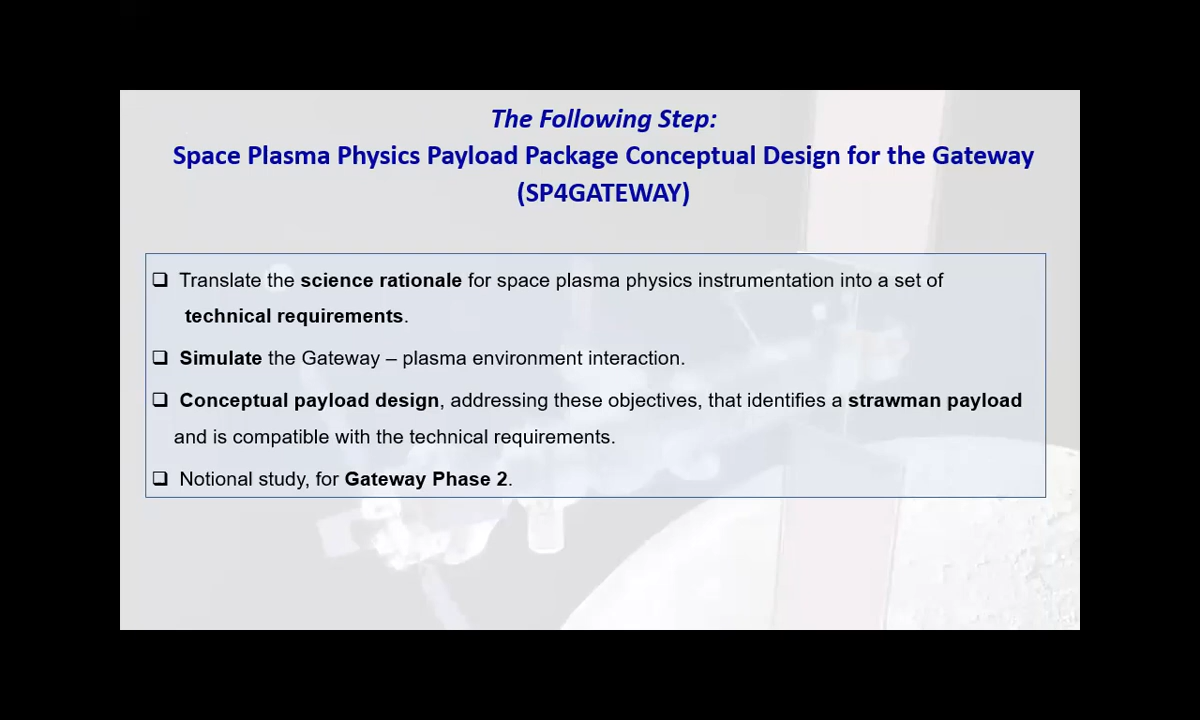 The Following Step:
Space Plasma Physics Payload Package Conceptual Design for the Gateway
(SP4GATEWAY)
❑ Translate the science rationale for space plasma physics instrumentation into a set of
technical requirements.
❑ Simulate the Gateway – plasma environment interaction.
❑ Conceptual payload design, addressing these objectives, that identifies a strawman payload
and is compatible with the technical requirements.
❑ Notional study, for Gateway Phase 2.